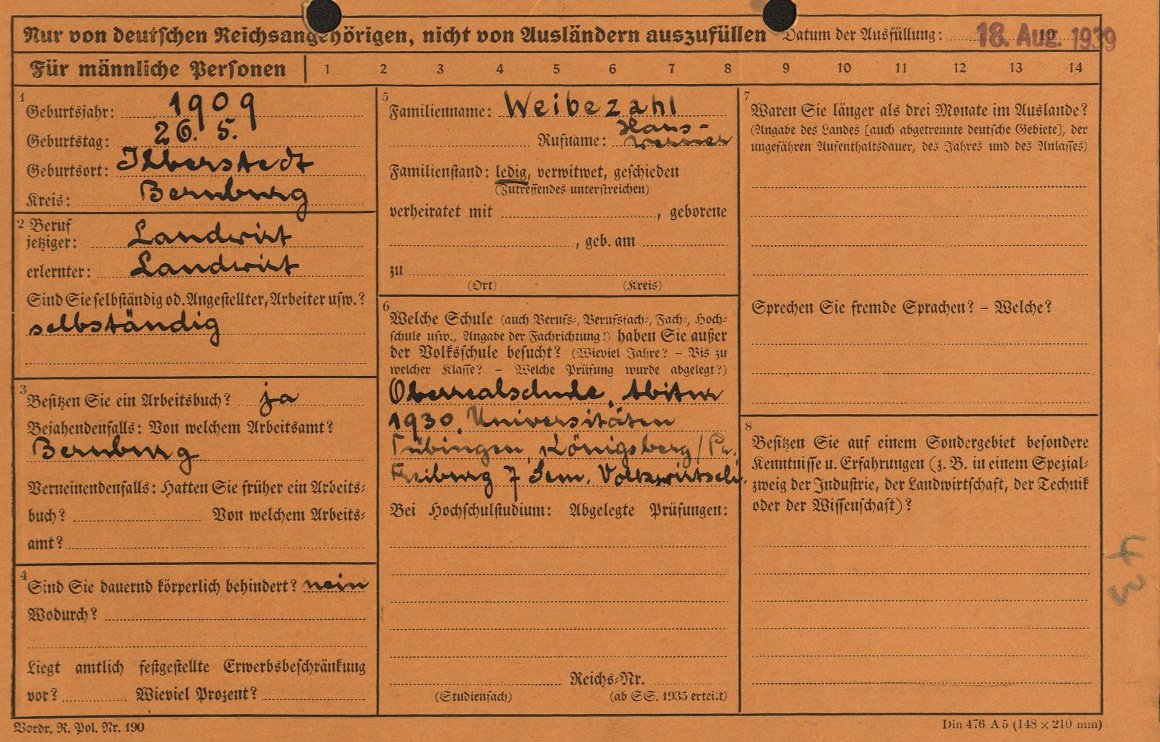 Nur von deutschen Reichsangehörigen, nicht von Ausländern auszufüllen Datum der Ausfüllung: 18. Aug. 1939
Für männliche Personen 1 2 3 4 5 6 7 8 9 10 11 12 13 14
1
Geburtsjahr: 1909
Geburtstag: 26. 5.
Geburtsort: Ilberstedt
Kreis: Bernburg
2 Beruf
jetziger: Landwirt
erlernter: Landwirt
Sind Sie selbständig od. Angestellter, Arbeiter usw.?
selbständig
3
Besitzen Sie ein Arbeitsbuch? ja
Bejahendenfalls: Von welchem Arbeitsamt?
Bernburg
Verneinendenfalls: Hatten Sie früher ein Arbeits-
buch? Von welchem Arbeits-
amt?
4
Sind Sie dauernd körperlich behindert? nein
Wodurch?
Liegt amtlich festgestellte Erwerbsbeschränkung
vor? Wieviel Prozent?
5
Familienname: Weibezahl
Rufname: Hans-
Werner
Familienstand: ledig, verwitwet, geschieden
(Zutreffendes unterstreichen)
verheiratet mit , geborene
, geb. am
zu
(Ort) (Kreis)
6
Welche Schule (auch Berufs-, Berufsfach-, Fach-, Hoch-
schule usw., Angabe der Fachrichtung!) haben Sie außer
der Volksschule besucht? (Wieviel Jahre? – Bis zu
welcher Klasse? – Welche Prüfung wurde abgelegt?)
Oberrealschule, Abitur
1930, Universitäten
Tübingen, Königsberg/Pr.
Freiburg 7 Sem. Volkswirtsch.
Bei Hochschulstudium: Abgelegte Prüfungen:
Reichs-Nr.
(Studienfach) (ab SS. 1935 erteilt)
7
Waren Sie länger als drei Monate im Auslande?
(Angabe des Landes [auch abgetrennte deutsche Gebiete], der
ungefähren Aufenthaltsdauer, des Jahres und des Anlasses)
Sprechen Sie fremde Sprachen? – Welche?
8
Besitzen Sie auf einem Sondergebiet besondere
Kenntnisse u. Erfahrungen (z. B. in einem Spezial-
zweig der Industrie, der Landwirtschaft, der Technik
oder der Wissenschaft)?
Vordr. R. Pol. Nr. 190 Din 476 A 5 (148 × 210 mm)